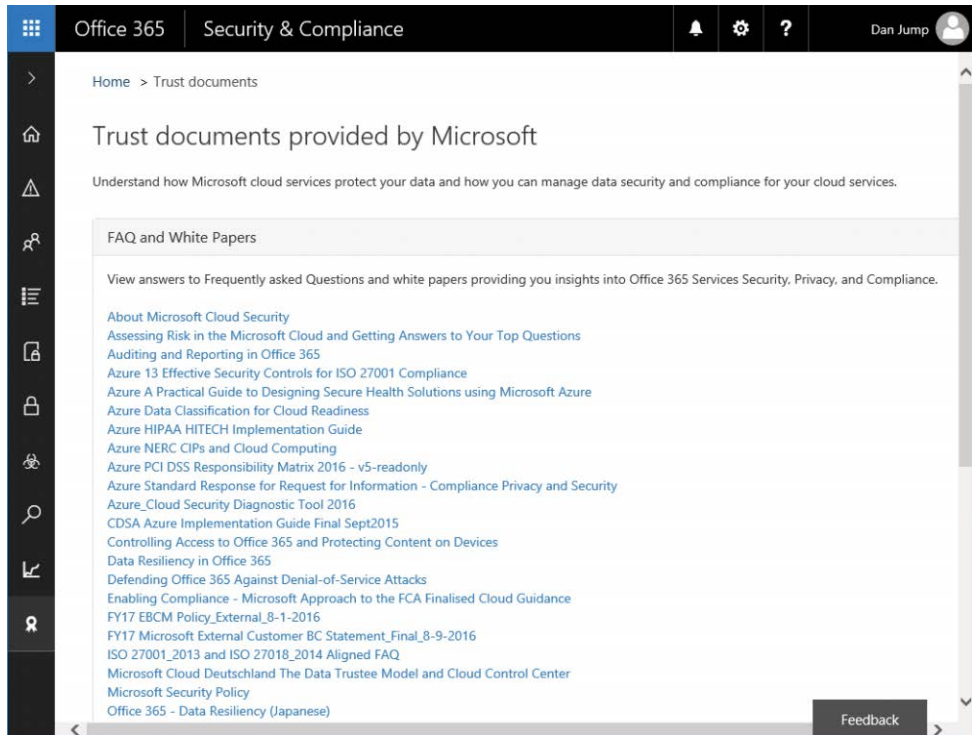 Office 365 Security & Compliance ? Dan Jump
Home > Trust documents
Trust documents provided by Microsoft
Understand how Microsoft cloud services protect your data and how you can manage data security and compliance for your cloud services.
FAQ and White Papers
View answers to Frequently asked Questions and white papers providing you insights into Office 365 Services Security, Privacy, and Compliance.
About Microsoft Cloud Security
Assessing Risk in the Microsoft Cloud and Getting Answers to Your Top Questions
Auditing and Reporting in Office 365
Azure 13 Effective Security Controls for ISO 27001 Compliance
Azure A Practical Guide to Designing Secure Health Solutions using Microsoft Azure
Azure Data Classification for Cloud Readiness
Azure HIPAA HITECH Implementation Guide
Azure NERC CIPs and Cloud Computing
Azure PCI DSS Responsibility Matrix 2016 - v5-readonly
Azure Standard Response for Request for Information - Compliance Privacy and Security
Azure_Cloud Security Diagnostic Tool 2016
CDSA Azure Implementation Guide Final Sept2015
Controlling Access to Office 365 and Protecting Content on Devices
Data Resiliency in Office 365
Defending Office 365 Against Denial-of-Service Attacks
Enabling Compliance - Microsoft Approach to the FCA Finalised Cloud Guidance
FY17 EBCM Policy_External_8-1-2016
FY17 Microsoft External Customer BC Statement_Final_8-9-2016
ISO 27001_2013 and ISO 27018_2014 Aligned FAQ
Microsoft Cloud Deutschland The Data Trustee Model and Cloud Control Center
Microsoft Security Policy
Office 365 - Data Resiliency (Japanese)
Feedback